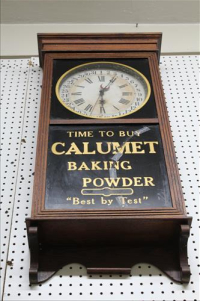 TIME TO BUY
CALUMET
BAKING
POWDER
"Best by Test"